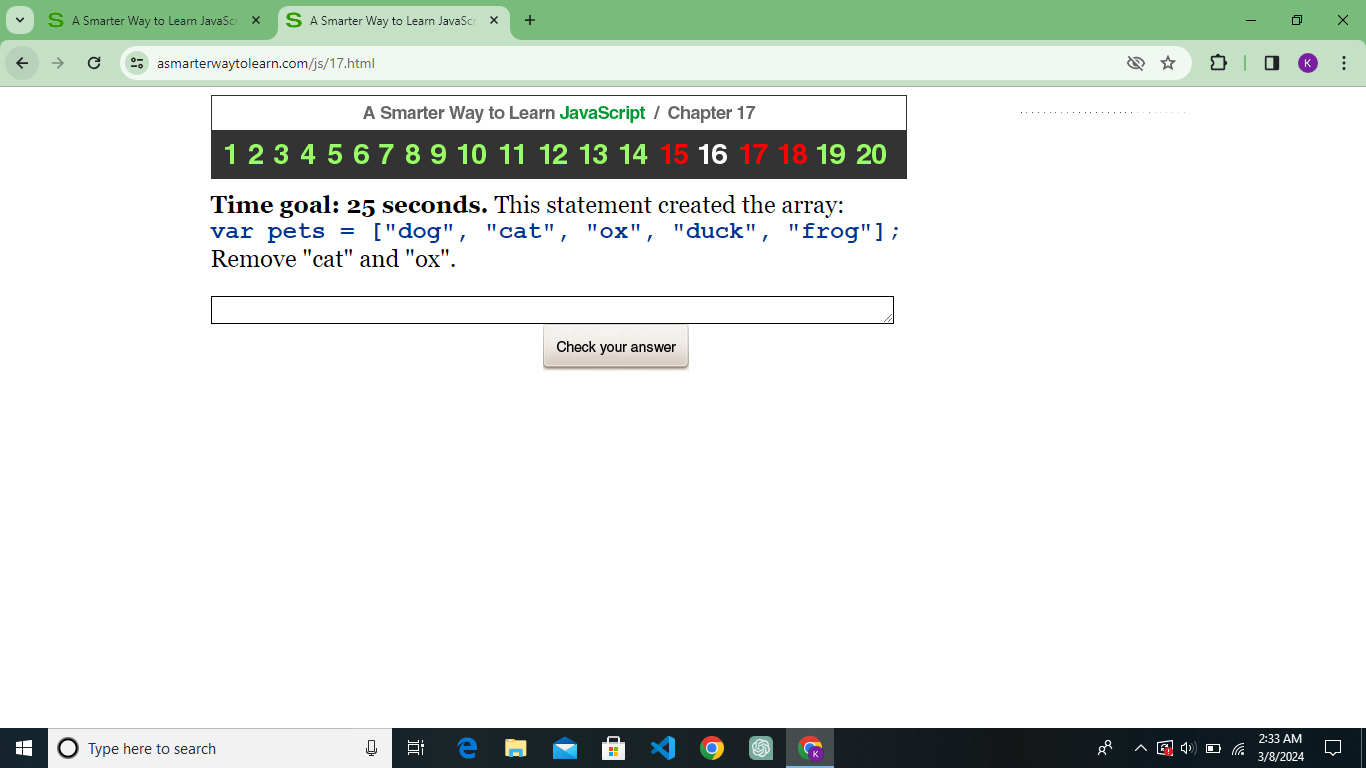 A Smarter Way to Learn JavaSc
A Smarter Way to Learn JavaSc
asmarterwaytolearn.com/js/17.html
K
A Smarter Way to Learn JavaScript / Chapter 17
1 2 3 4 5 6 7 8 9 10 11 12 13 14 15 16 17 18 19 20
Time goal: 25 seconds. This statement created the array:
var pets = ["dog", "cat", "ox", "duck", "frog"];
Remove "cat" and "ox".
Check your answer
Type here to search
K
2:33 AM
3/8/2024